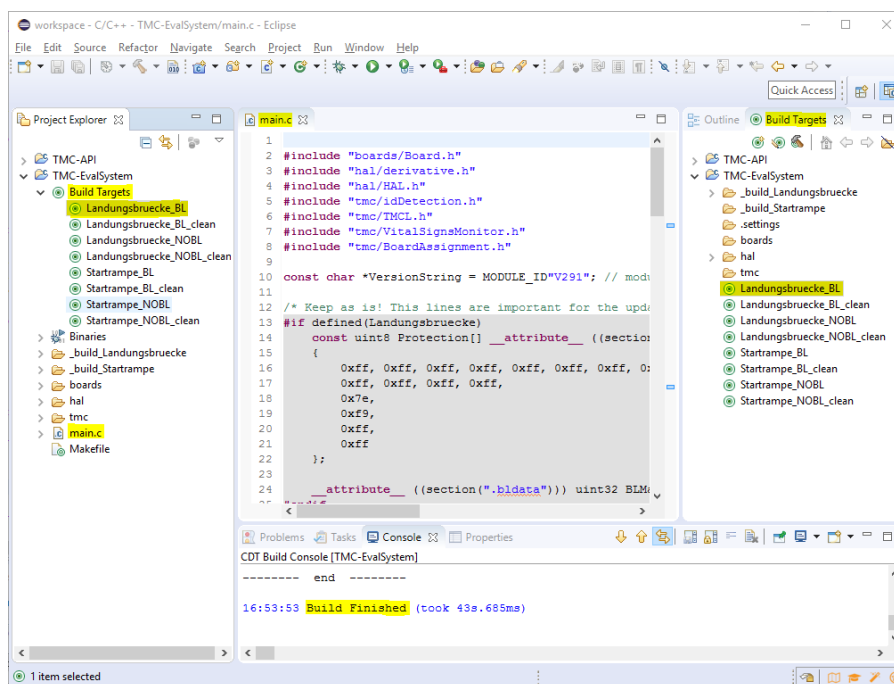 workspace - C/C++ - TMC-EvalSystem/main.c - Eclipse
File Edit Source Refactor Navigate Search Project Run Window Help
Quick Access
Project Explorer
TMC-API
TMC-EvalSystem
Build Targets
Landungsbruecke_BL
Landungsbruecke_BL_clean
Landungsbruecke_NOBL
Landungsbruecke_NOBL_clean
Startrampe_BL
Startrampe_BL_clean
Startrampe_NOBL
Startrampe_NOBL_clean
Binaries
_build_Landungsbruecke
_build_Startrampe
boards
hal
tmc
main.c
Makefile
main.c
1
2 #include "boards/Board.h"
3 #include "hal/derivative.h"
4 #include "hal/HAL.h"
5 #include "tmc/idDetection.h"
6 #include "tmc/TMCL.h"
7 #include "tmc/VitalSignsMonitor.h"
8 #include "tmc/BoardAssignment.h"
9
10 const char *VersionString = MODULE_ID"V291"; // modu
11
12 /* Keep as is! This lines are important for the upda
13 #if defined(Landungsbruecke)
14 const uint8 Protection[] __attribute__ ((section
15 {
16 0xff, 0xff, 0xff, 0xff, 0xff, 0xff, 0xff, 0x
17 0xff, 0xff, 0xff, 0xff,
18 0x7e,
19 0xf9,
20 0xff,
21 0xff
22 };
23
24 __attribute__ ((section(".bldata"))) uint32 BLMa
Outline Build Targets
TMC-API
TMC-EvalSystem
_build_Landungsbruecke
_build_Startrampe
.settings
boards
hal
tmc
Landungsbruecke_BL
Landungsbruecke_BL_clean
Landungsbruecke_NOBL
Landungsbruecke_NOBL_clean
Startrampe_BL
Startrampe_BL_clean
Startrampe_NOBL
Startrampe_NOBL_clean
Problems Tasks Console Properties
CDT Build Console [TMC-EvalSystem]
-------- end --------
16:53:53 Build Finished (took 43s.685ms)
1 item selected